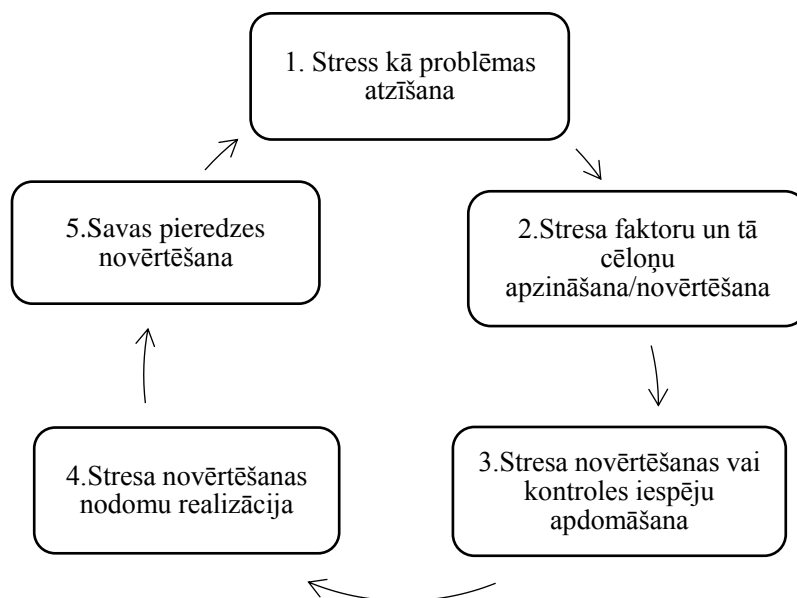 1. Stress kā problēmas
atzīšana
2.Stresa faktoru un tā
cēloņu
apzināšana/novērtēšana
3.Stresa novērtēšanas vai
kontroles iespēju
apdomāšana
4.Stresa novērtēšanas
nodomu realizācija
5.Savas pieredzes
novērtēšana